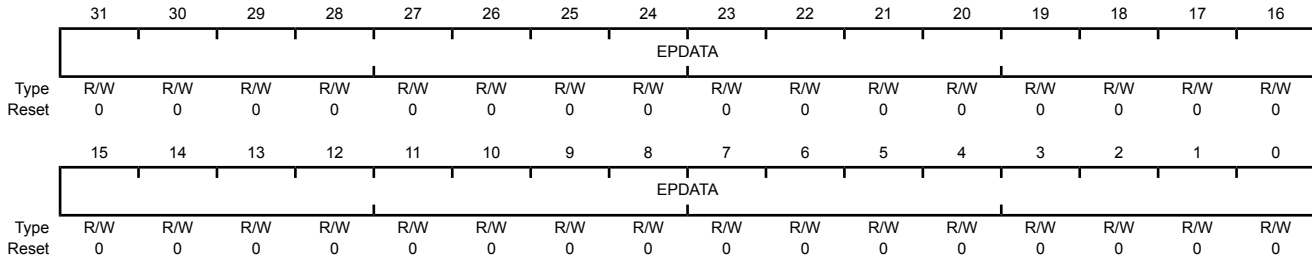 31 30 29 28 27 26 25 24 23 22 21 20 19 18 17 16
EPDATA
Type R/W R/W R/W R/W R/W R/W R/W R/W R/W R/W R/W R/W R/W R/W R/W R/W
Reset 0 0 0 0 0 0 0 0 0 0 0 0 0 0 0 0
15 14 13 12 11 10 9 8 7 6 5 4 3 2 1 0
EPDATA
Type R/W R/W R/W R/W R/W R/W R/W R/W R/W R/W R/W R/W R/W R/W R/W R/W
Reset 0 0 0 0 0 0 0 0 0 0 0 0 0 0 0 0